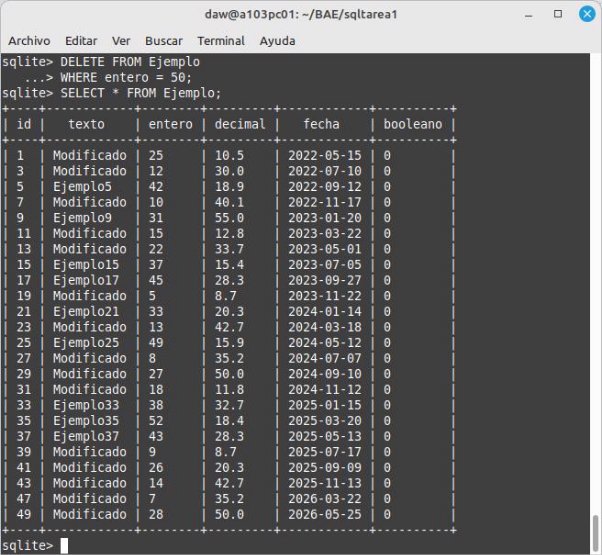 daw@a103pc01: ~/BAE/sqltarea1
Archivo Editar Ver Buscar Terminal Ayuda
sqlite> DELETE FROM Ejemplo
   ...> WHERE entero = 50;
sqlite> SELECT * FROM Ejemplo;
+----+------------+--------+---------+------------+----------+
| id |   texto    | entero | decimal |   fecha    | booleano |
+----+------------+--------+---------+------------+----------+
| 1  | Modificado | 25     | 10.5    | 2022-05-15 | 0        |
| 3  | Modificado | 12     | 30.0    | 2022-07-10 | 0        |
| 5  | Ejemplo5   | 42     | 18.9    | 2022-09-12 | 0        |
| 7  | Modificado | 10     | 40.1    | 2022-11-17 | 0        |
| 9  | Ejemplo9   | 31     | 55.0    | 2023-01-20 | 0        |
| 11 | Modificado | 15     | 12.8    | 2023-03-22 | 0        |
| 13 | Modificado | 22     | 33.7    | 2023-05-01 | 0        |
| 15 | Ejemplo15  | 37     | 15.4    | 2023-07-05 | 0        |
| 17 | Ejemplo17  | 45     | 28.3    | 2023-09-27 | 0        |
| 19 | Modificado | 5      | 8.7     | 2023-11-22 | 0        |
| 21 | Ejemplo21  | 33     | 20.3    | 2024-01-14 | 0        |
| 23 | Modificado | 13     | 42.7    | 2024-03-18 | 0        |
| 25 | Ejemplo25  | 49     | 15.9    | 2024-05-12 | 0        |
| 27 | Modificado | 8      | 35.2    | 2024-07-07 | 0        |
| 29 | Modificado | 27     | 50.0    | 2024-09-10 | 0        |
| 31 | Modificado | 18     | 11.8    | 2024-11-12 | 0        |
| 33 | Ejemplo33  | 38     | 32.7    | 2025-01-15 | 0        |
| 35 | Ejemplo35  | 52     | 18.4    | 2025-03-20 | 0        |
| 37 | Ejemplo37  | 43     | 28.3    | 2025-05-13 | 0        |
| 39 | Modificado | 9      | 8.7     | 2025-07-17 | 0        |
| 41 | Modificado | 26     | 20.3    | 2025-09-09 | 0        |
| 43 | Modificado | 14     | 42.7    | 2025-11-13 | 0        |
| 47 | Modificado | 7      | 35.2    | 2026-03-22 | 0        |
| 49 | Modificado | 28     | 50.0    | 2026-05-25 | 0        |
+----+------------+--------+---------+------------+----------+
sqlite>